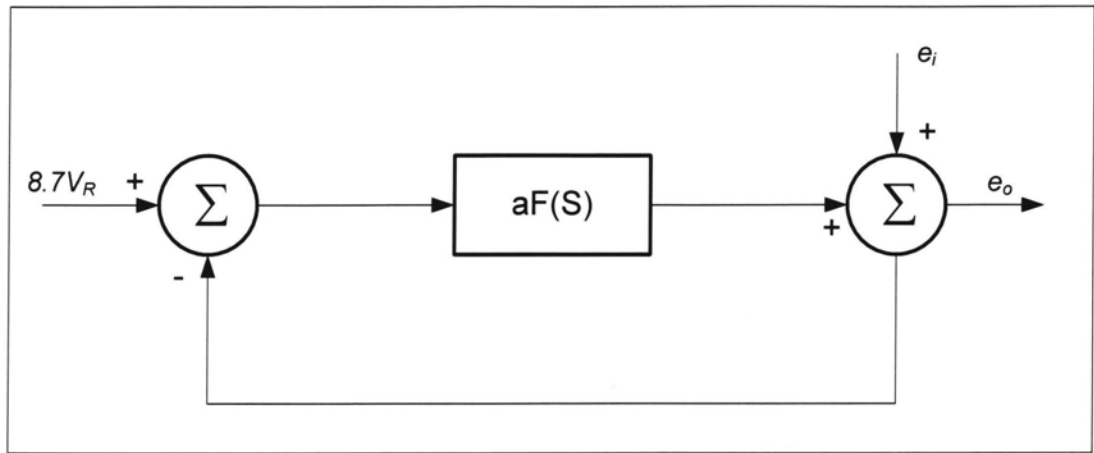 e_i
+
8.7V_R
+
Σ
aF(S)
Σ
e_o
+
-